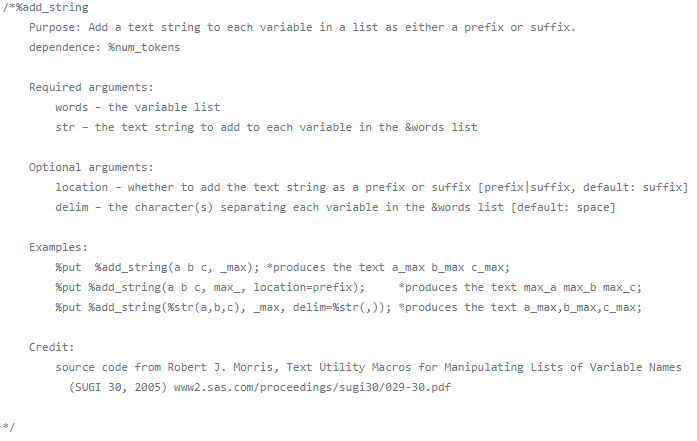 /*%add_string
Purpose: Add a text string to each variable in a list as either a prefix or suffix.
dependence: %num_tokens
Required arguments:
words – the variable list
str – the text string to add to each variable in the &words list
Optional arguments:
location – whether to add the text string as a prefix or suffix [prefix|suffix, default: suffix]
delim – the character(s) separating each variable in the &words list [default: space]
Examples:
%put  %add_string(a b c, _max); *produces the text a_max b_max c_max;
%put %add_string(a b c, max_, location=prefix);     *produces the text max_a max_b max_c;
%put %add_string(%str(a,b,c), _max, delim=%str(,)); *produces the text a_max,b_max,c_max;
Credit:
source code from Robert J. Morris, Text Utility Macros for Manipulating Lists of Variable Names
(SUGI 30, 2005) www2.sas.com/proceedings/sugi30/029-30.pdf
*/